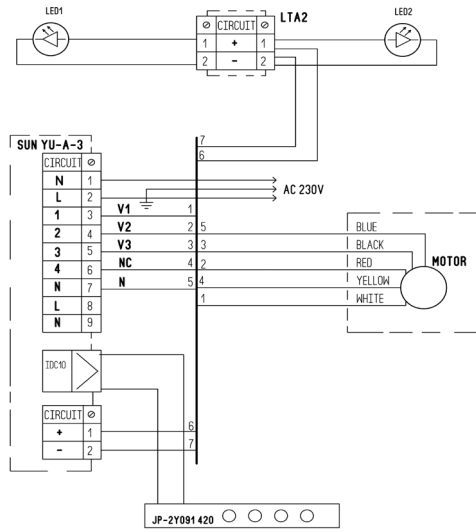 LED1
LED2
LTA2
CIRCUIT
1 + 1
2 - 2
7
6
SUN YU-A-3
CIRCUIT
N 1
L 2
1 3
2 4
3 5
4 6
N 7
L 8
N 9
AC 230V
V1 1
V2 2 5 BLUE
V3 3 3 BLACK
NC 4 2 RED
N 5 4 YELLOW
1 WHITE
MOTOR
IDC10
CIRCUIT
+ 1 6
- 2 7
JP-2Y091420